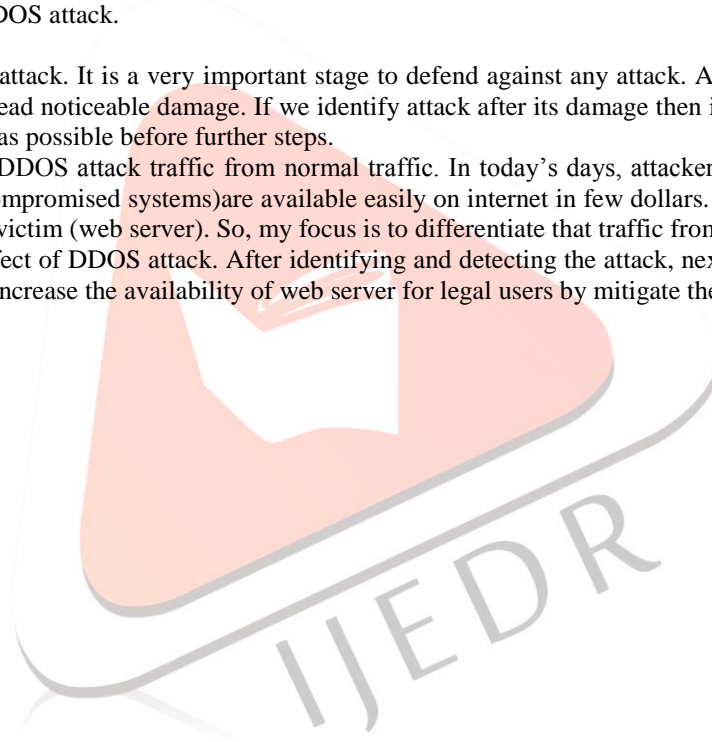 DOS attack.
attack. It is a very important stage to defend against any attack. A
ead noticeable damage. If we identify attack after its damage then i
as possible before further steps.
DDOS attack traffic from normal traffic. In today's days, attacker
ompromised systems)are available easily on internet in few dollars.
victim (web server). So, my focus is to differentiate that traffic from
fect of DDOS attack. After identifying and detecting the attack, nex
increase the availability of web server for legal users by mitigate the
IJEDR